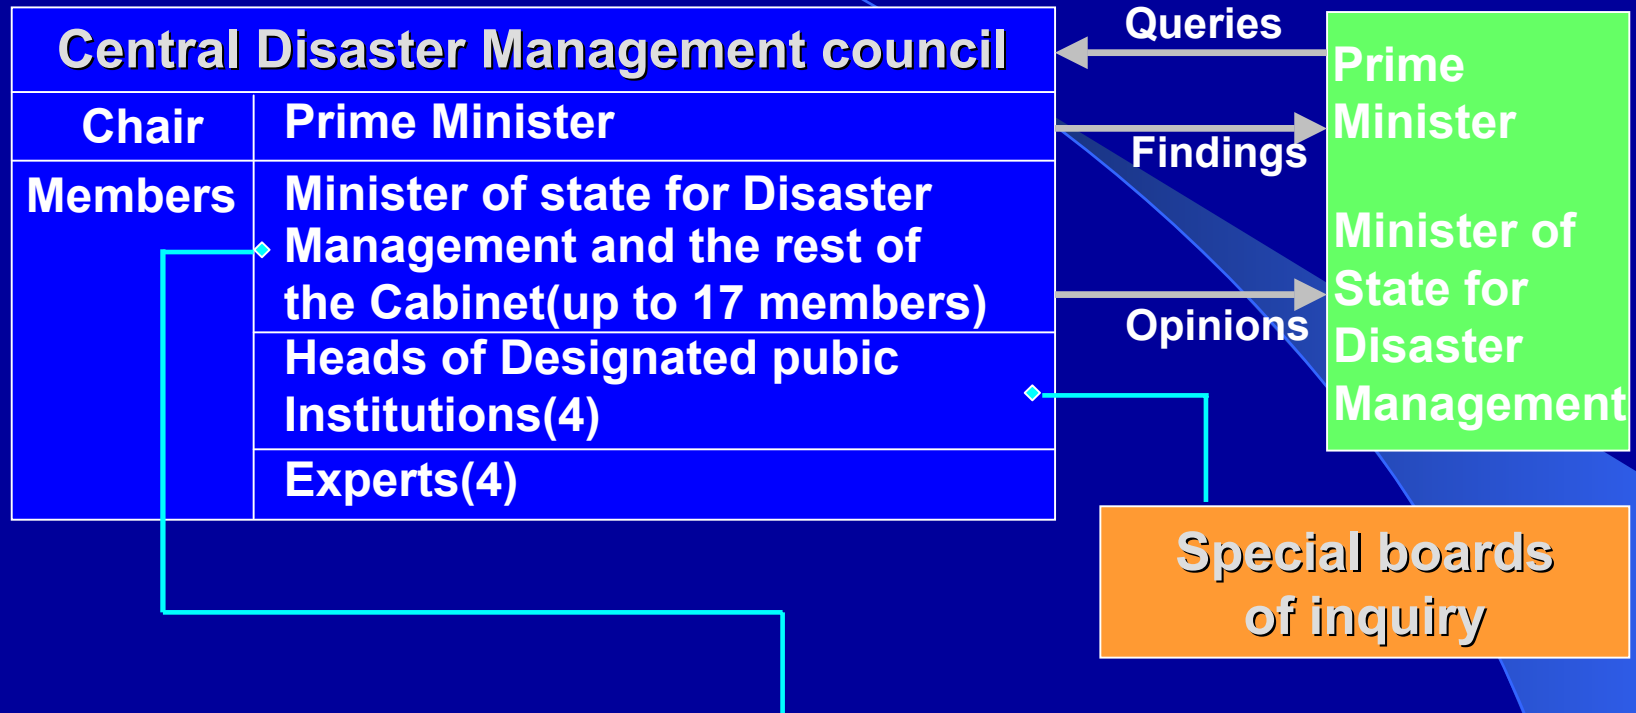 Central Disaster Management council
Chair
Prime Minister
Members
Minister of state for Disaster
Management and the rest of
the Cabinet(up to 17 members)
Heads of Designated pubic
Institutions(4)
Experts(4)
Queries
Findings
Opinions
Prime
Minister
Minister of
State for
Disaster
Management
Special boards
of inquiry